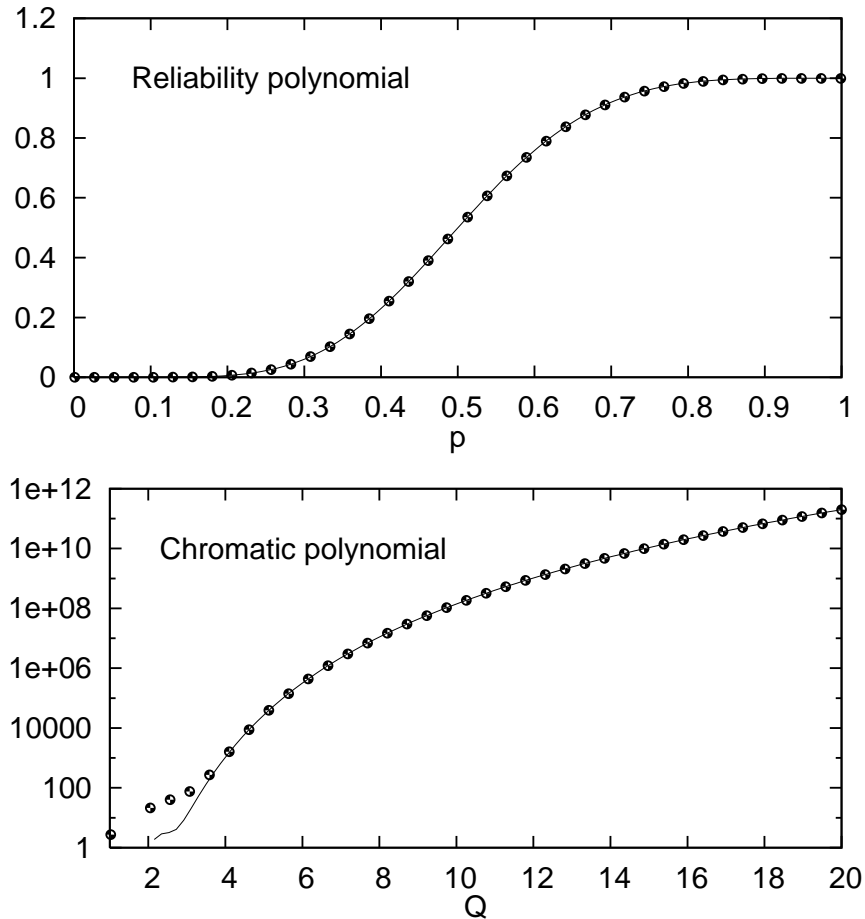 1.2
1
0.8
0.6
0.4
0.2
0
Reliability polynomial
0 0.1 0.2 0.3 0.4 0.5 0.6 0.7 0.8 0.9 1
p
1e+12
1e+10
1e+08
1e+06
10000
100
1
Chromatic polynomial
2 4 6 8 10 12 14 16 18 20
Q